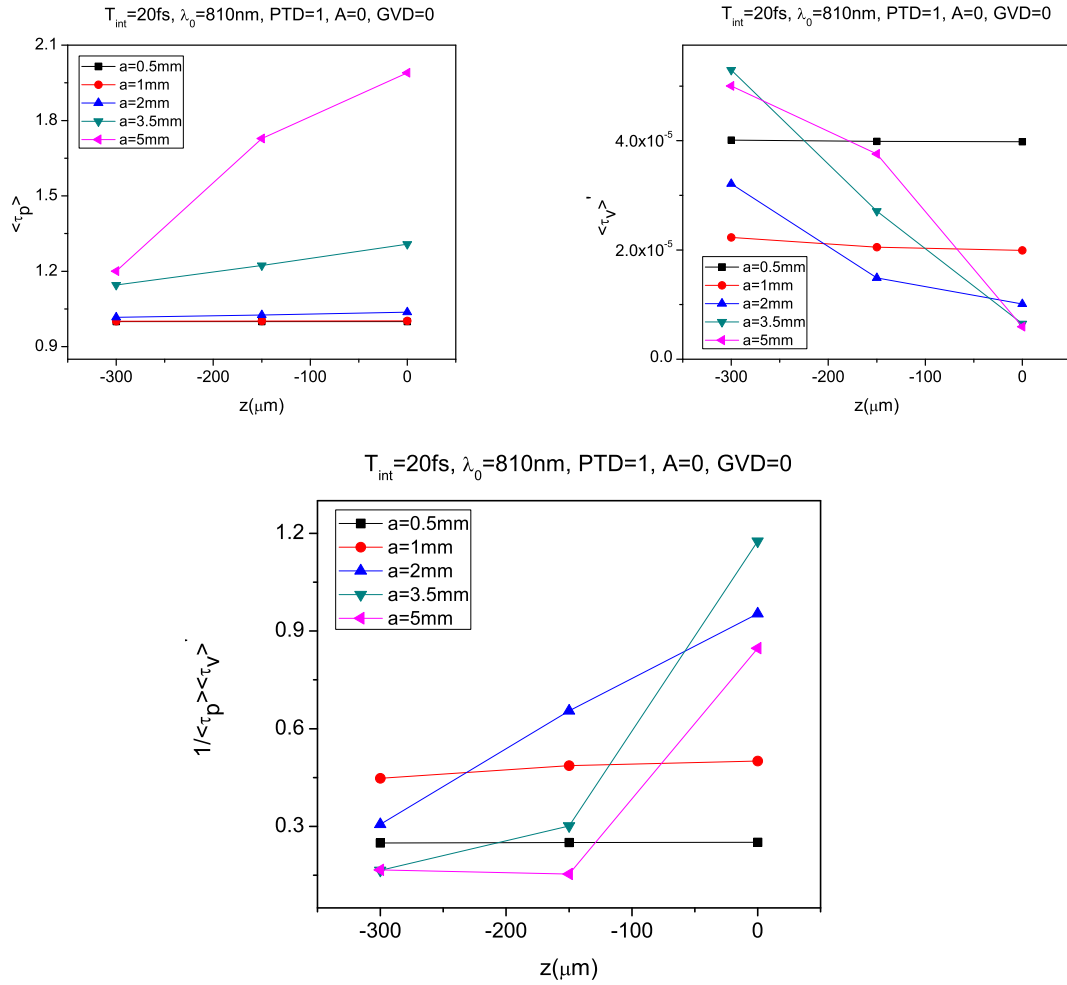 T_int=20fs, λ_0=810nm, PTD=1, A=0, GVD=0
2.1
1.8
1.5
1.2
0.9
<τ_p>
a=0.5mm
a=1mm
a=2mm
a=3.5mm
a=5mm
-300
-200
-100
0
z(μm)
T_int=20fs, λ_0=810nm, PTD=1, A=0, GVD=0
4.0x10^-5
2.0x10^-5
0.0
<τ_v>'
a=0.5mm
a=1mm
a=2mm
a=3.5mm
a=5mm
-300
-200
-100
0
z(μm)
T_int=20fs, λ_0=810nm, PTD=1, A=0, GVD=0
1.2
0.9
0.6
0.3
1/<τ_p><τ_v>'
a=0.5mm
a=1mm
a=2mm
a=3.5mm
a=5mm
-300
-200
-100
0
z(μm)